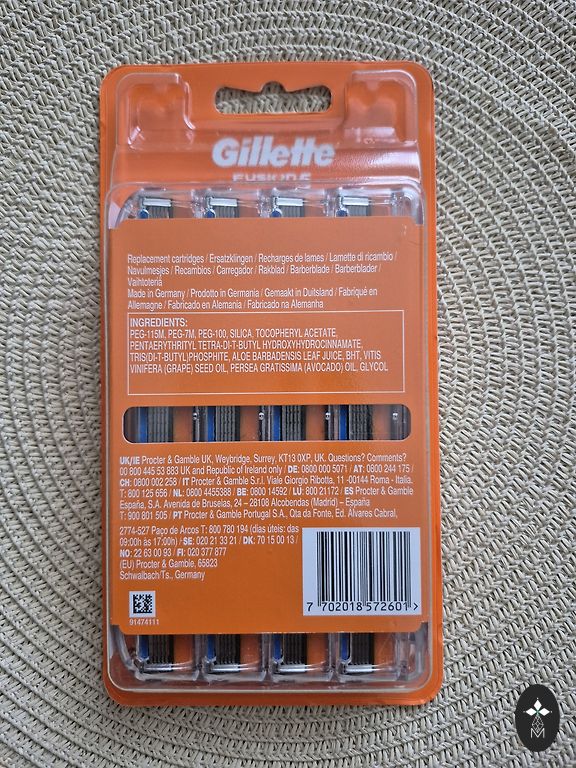 Gillette
FUSION5
Replacement cartridges / Ersatzklingen / Recharges de lames / Lamette di ricambio /
Navulmesjes / Recambios / Carregador / Rakblad / Barberblade / Barberblader /
Vaihtoteriä
Made in Germany / Prodotto in Germania / Gemaakt in Duitsland / Fabriqué en
Allemagne / Fabricado en Alemania / Fabricado na Alemanha
INGREDIENTS:
PEG-115M, PEG-7M, PEG-100, SILICA, TOCOPHERYL ACETATE,
PENTAERYTHRITYL TETRA-DI-T-BUTYL HYDROXYHYDROCINNAMATE,
TRIS(DI-T-BUTYL)PHOSPHITE, ALOE BARBADENSIS LEAF JUICE, BHT, VITIS
VINIFERA (GRAPE) SEED OIL, PERSEA GRATISSIMA (AVOCADO) OIL, GLYCOL
UK/IE Procter & Gamble UK, Weybridge, Surrey, KT13 0XP, UK. Questions? Comments?
00 800 445 53 883 UK and Republic of Ireland only / DE: 0800 000 5971 / AT: 0800 244 175 /
CH: 0800 002 258 / IT Procter & Gamble S.r.l. Viale Giorgio Ribotta, 11 -00144 Roma - Italia.
T: 800 125 656 / NL: 0800 4455388 / BE: 0800 14592 / LU: 800 21172 / ES Procter & Gamble
España, S.A. Avenida de Bruselas, 24 – 28108 Alcobendas (Madrid) – España
T: 900 801 505 / PT Procter & Gamble Portugal S.A., Qta da Fonte, Ed. Álvares Cabral,
2774-527 Paço de Arcos T: 800 780 194 (dias úteis: das
09:00h às 17:00h) / SE: 020 21 33 21 / DK: 70 15 00 13 /
NO: 22 63 00 93 / FI: 020 377 877
(EU) Procter & Gamble, 65823
Schwalbach/Ts., Germany
91474111
7 702018 572601 >
M